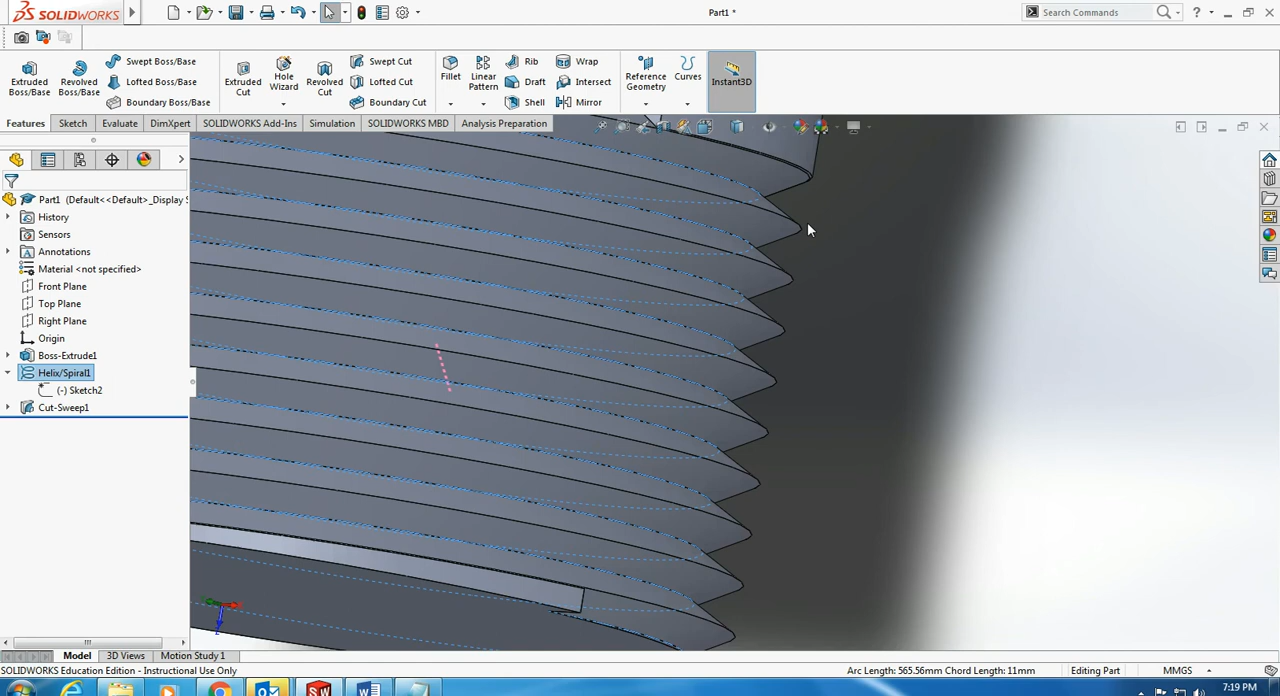 SOLIDWORKS
Part1 *
Search Commands
Extruded Boss/Base
Revolved Boss/Base
Swept Boss/Base
Lofted Boss/Base
Boundary Boss/Base
Extruded Cut
Hole Wizard
Revolved Cut
Swept Cut
Lofted Cut
Boundary Cut
Fillet
Linear Pattern
Rib
Draft
Shell
Wrap
Intersect
Mirror
Reference Geometry
Curves
Instant3D
Features
Sketch
Evaluate
DimXpert
SOLIDWORKS Add-Ins
Simulation
SOLIDWORKS MBD
Analysis Preparation
Part1 (Default<<Default>_Display S
History
Sensors
Annotations
Material <not specified>
Front Plane
Top Plane
Right Plane
Origin
Boss-Extrude1
Helix/Spiral1
(-) Sketch2
Cut-Sweep1
Model
3D Views
Motion Study 1
SOLIDWORKS Education Edition - Instructional Use Only
Arc Length: 565.56mm Chord Length: 11mm
Editing Part
MMGS
7:19 PM